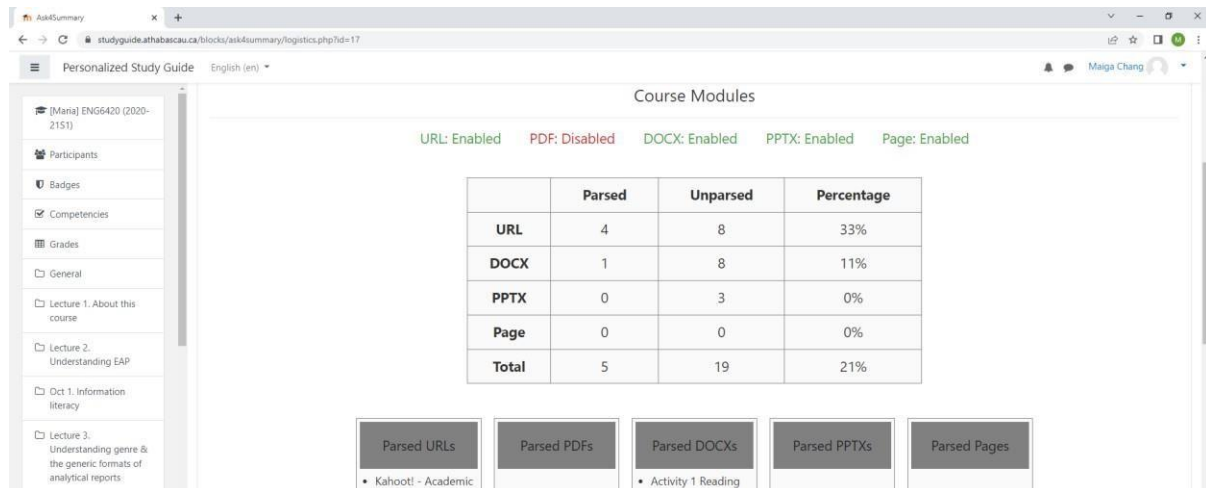 Ask4Summary
studyguide.athabascau.ca/blocks/ask4summary/logistics.php?id=17
Personalized Study Guide English (en)
Maiga Chang
[Maria] ENG6420 (2020-
2151)
Participants
Badges
Competencies
Grades
General
Lecture 1. About this
course
Lecture 2.
Understanding EAP
Oct 1. Information
literacy
Lecture 3.
Understanding genre &
the generic formats of
analytical reports
Course Modules
URL: Enabled PDF: Disabled DOCX: Enabled PPTX: Enabled Page: Enabled
Parsed Unparsed Percentage
URL 4 8 33%
DOCX 1 8 11%
PPTX 0 3 0%
Page 0 0 0%
Total 5 19 21%
Parsed URLs Parsed PDFs Parsed DOCXs Parsed PPTXs Parsed Pages
• Kahoot! - Academic • Activity 1 Reading